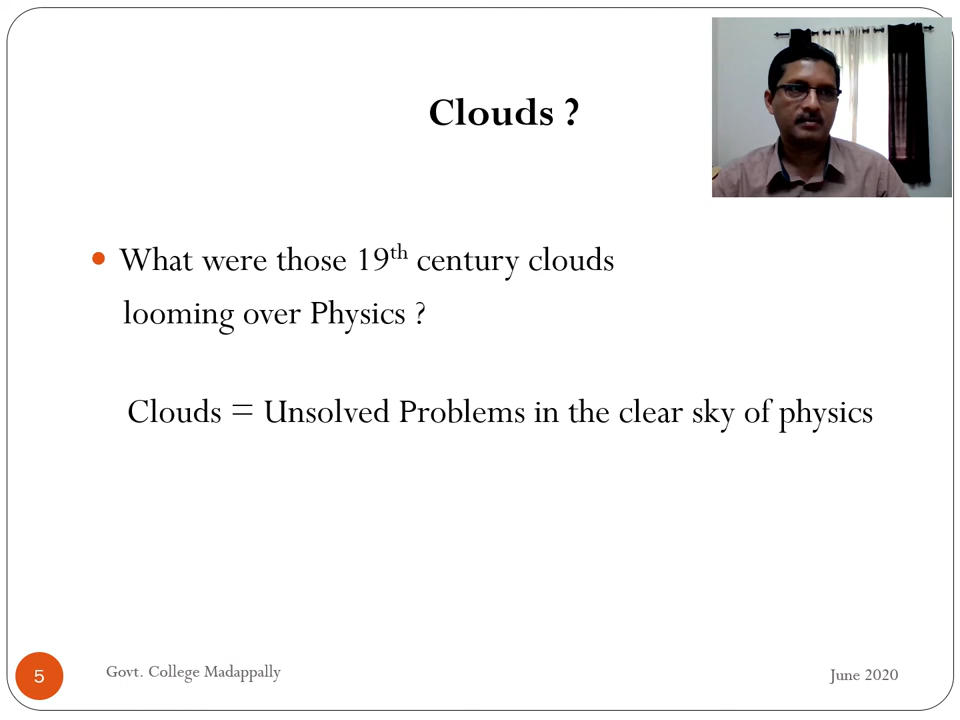 Clouds ?
What were those 19th century clouds
looming over Physics ?
Clouds = Unsolved Problems in the clear sky of physics
5
Govt. College Madappally
June 2020